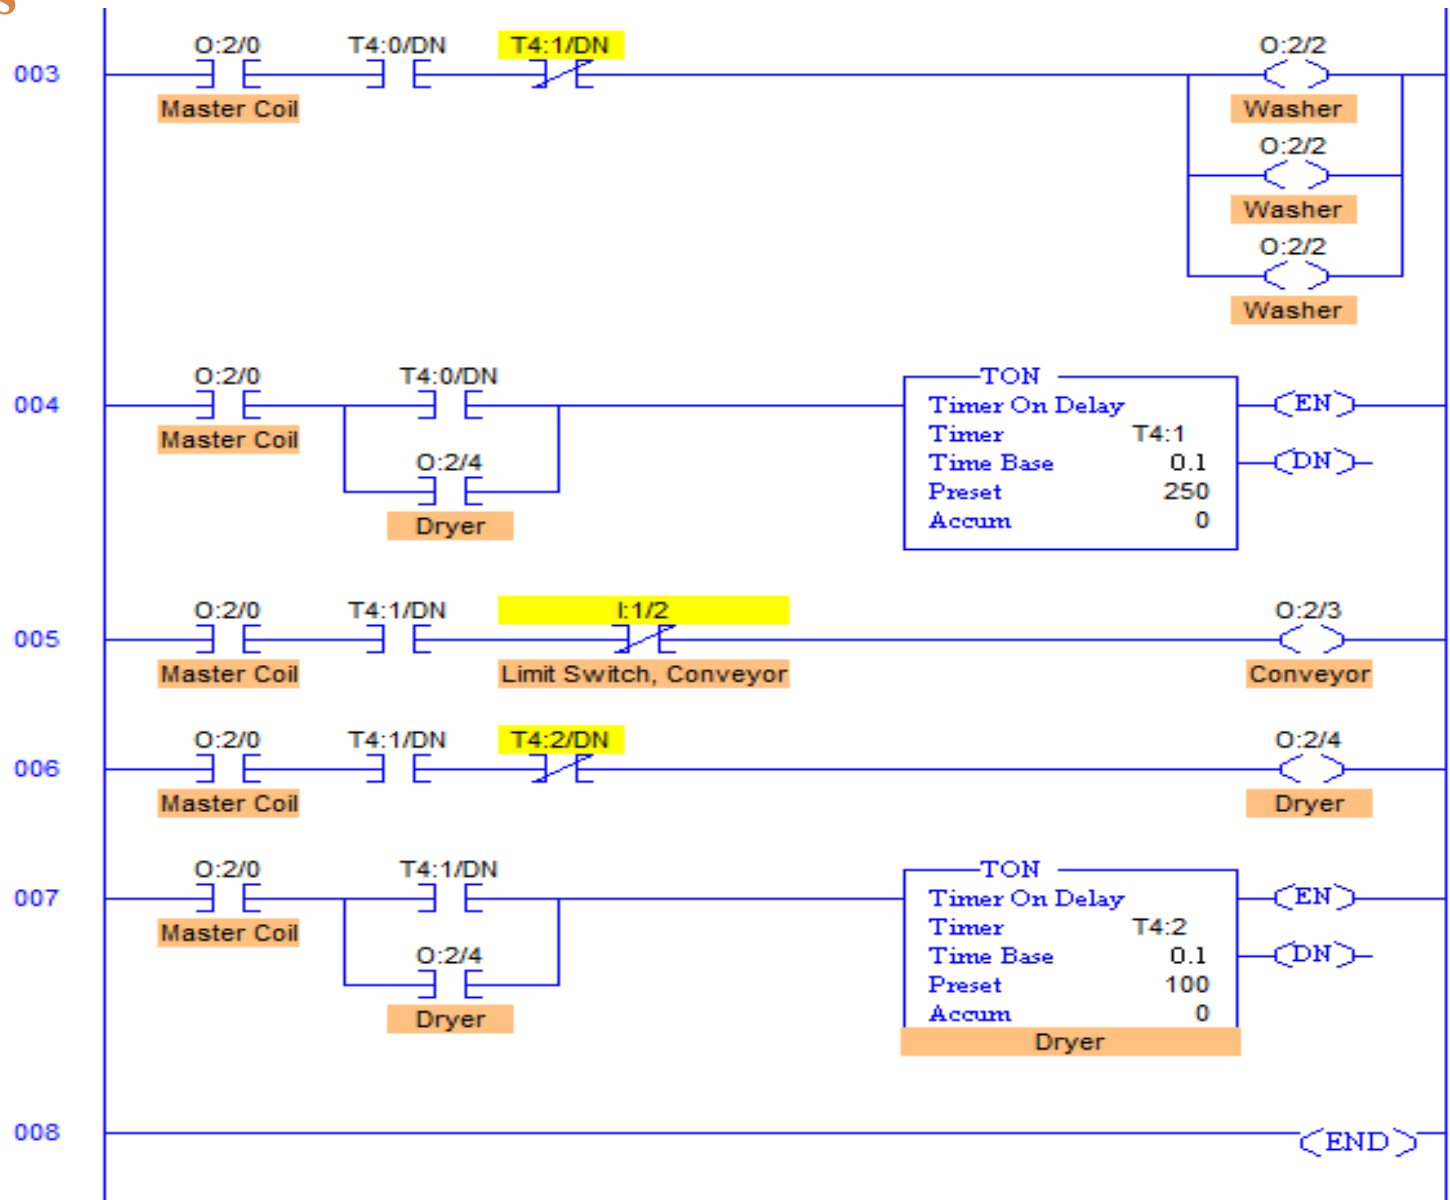 s
O:2/0 T4:0/DN T4:1/DN O:2/2
003
Master Coil Washer
O:2/2
Washer
O:2/2
Washer
O:2/0 T4:0/DN TON
004 Timer On Delay EN
Master Coil Timer T4:1
O:2/4 Time Base 0.1 DN
Preset 250
Dryer Accum 0
O:2/0 T4:1/DN I:1/2 O:2/3
005
Master Coil Limit Switch, Conveyor Conveyor
O:2/0 T4:1/DN T4:2/DN O:2/4
006
Master Coil Dryer
O:2/0 T4:1/DN TON
007 Timer On Delay EN
Master Coil Timer T4:2
O:2/4 Time Base 0.1 DN
Preset 100
Dryer Accum 0
Dryer
008 END